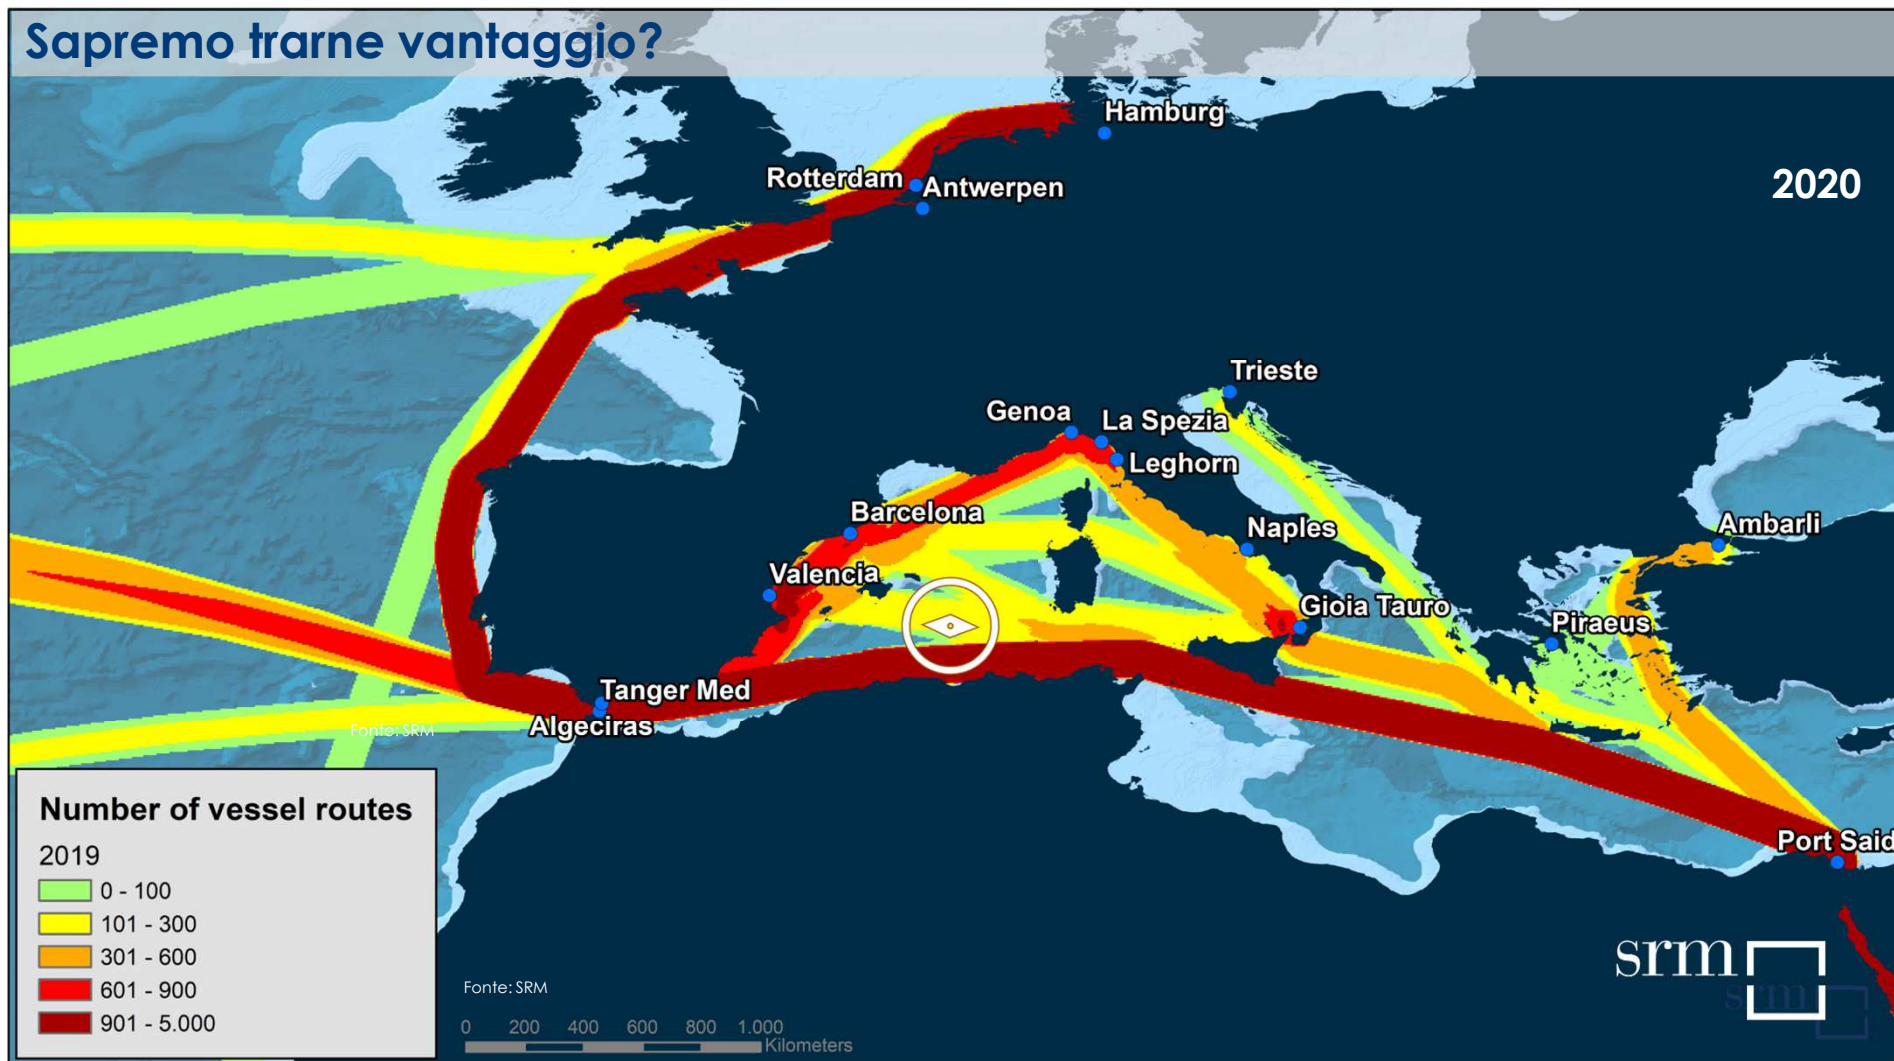 Sapremo trarne vantaggio?
Hamburg
2020
Rotterdam
Antwerpen
Trieste
Genoa
La Spezia
Leghorn
Barcelona
Naples
Ambarli
Valencia
Gioia Tauro
Piraeus
Tanger Med
Algeciras
Fonte: SRM
Number of vessel routes
2019
0 - 100
101 - 300
301 - 600
601 - 900
901 - 5.000
Port Said
srm
srm
Fonte: SRM
0 200 400 600 800 1.000
Kilometers